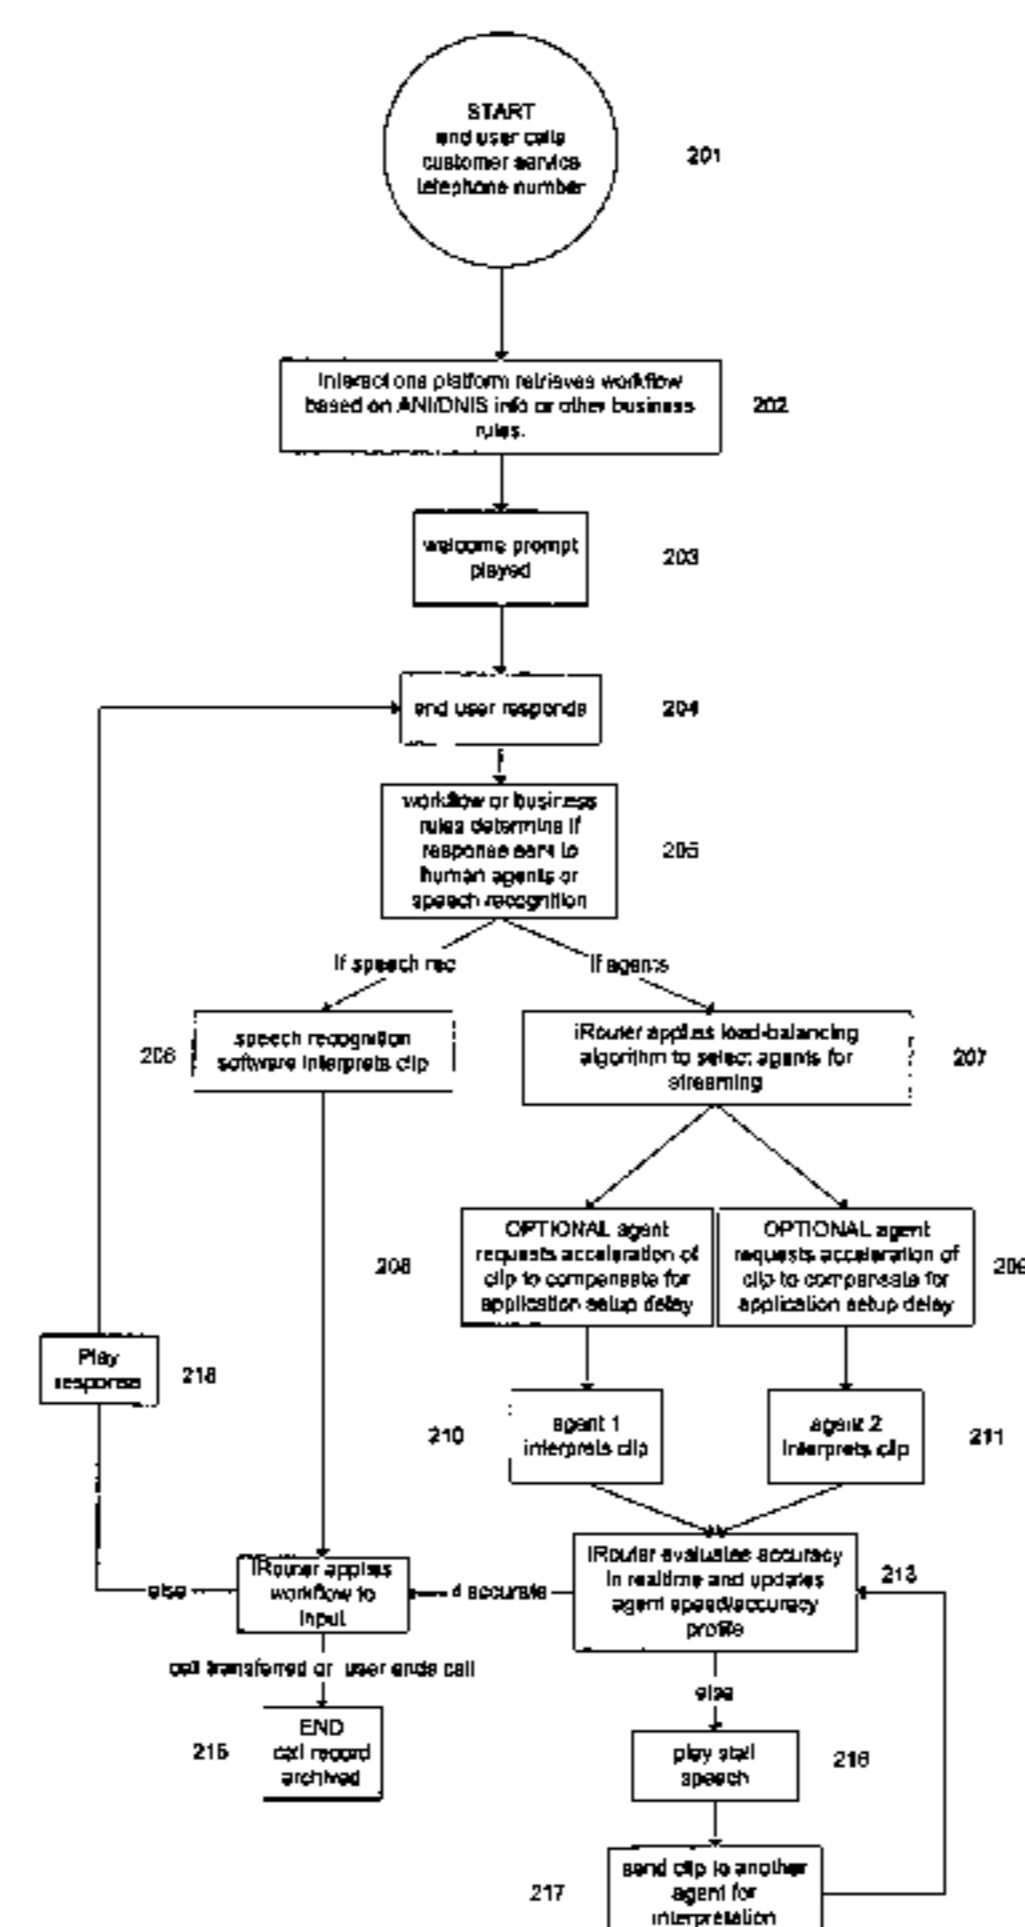 START
end user calls
customer service
telephone number
201
Interactions platform retrieves workflow
based on ANI/DNIS info or other business
rules.
202
welcome prompt
played
203
end user responds
204
workflow or business
rules determine if
response sent to
human agents or
speech recognition
205
If speech rec
If agents
speech recognition
software interprets clip
206
iRouter applies load-balancing
algorithm to select agents for
streaming
207
OPTIONAL agent
requests acceleration of
clip to compensate for
application setup delay
208
OPTIONAL agent
requests acceleration of
clip to compensate for
application setup delay
209
Play
response
218
agent 1
interprets clip
210
agent 2
interprets clip
211
iRouter applies
workflow to
input
else
if accurate
iRouter evaluates accuracy
in realtime and updates
agent speed/accuracy
profile
213
call transferred or user ends call
else
END
call record
archived
215
play stall
speech
216
send clip to another
agent for
interpretation
217